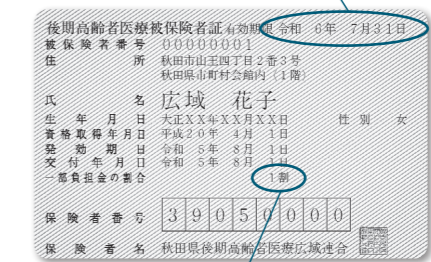 後期高齢者医療被保険者証 有効期限 令和 6年 7月31日
被保険者番号 00000001
住所 秋田市山王四丁目2番3号
秋田県市町村会館内(1階)
氏名 広域 花子
生年月日 大正XX年XX月XX日 性別 女
資格取得年月日 平成20年 4月 1日
発効期日 令和 5年 8月 1日
交付年月日 令和 5年 8月 1日
一部負担金の割合 1割
保険者番号 39050000
保険者名 秋田県後期高齢者医療広域連合